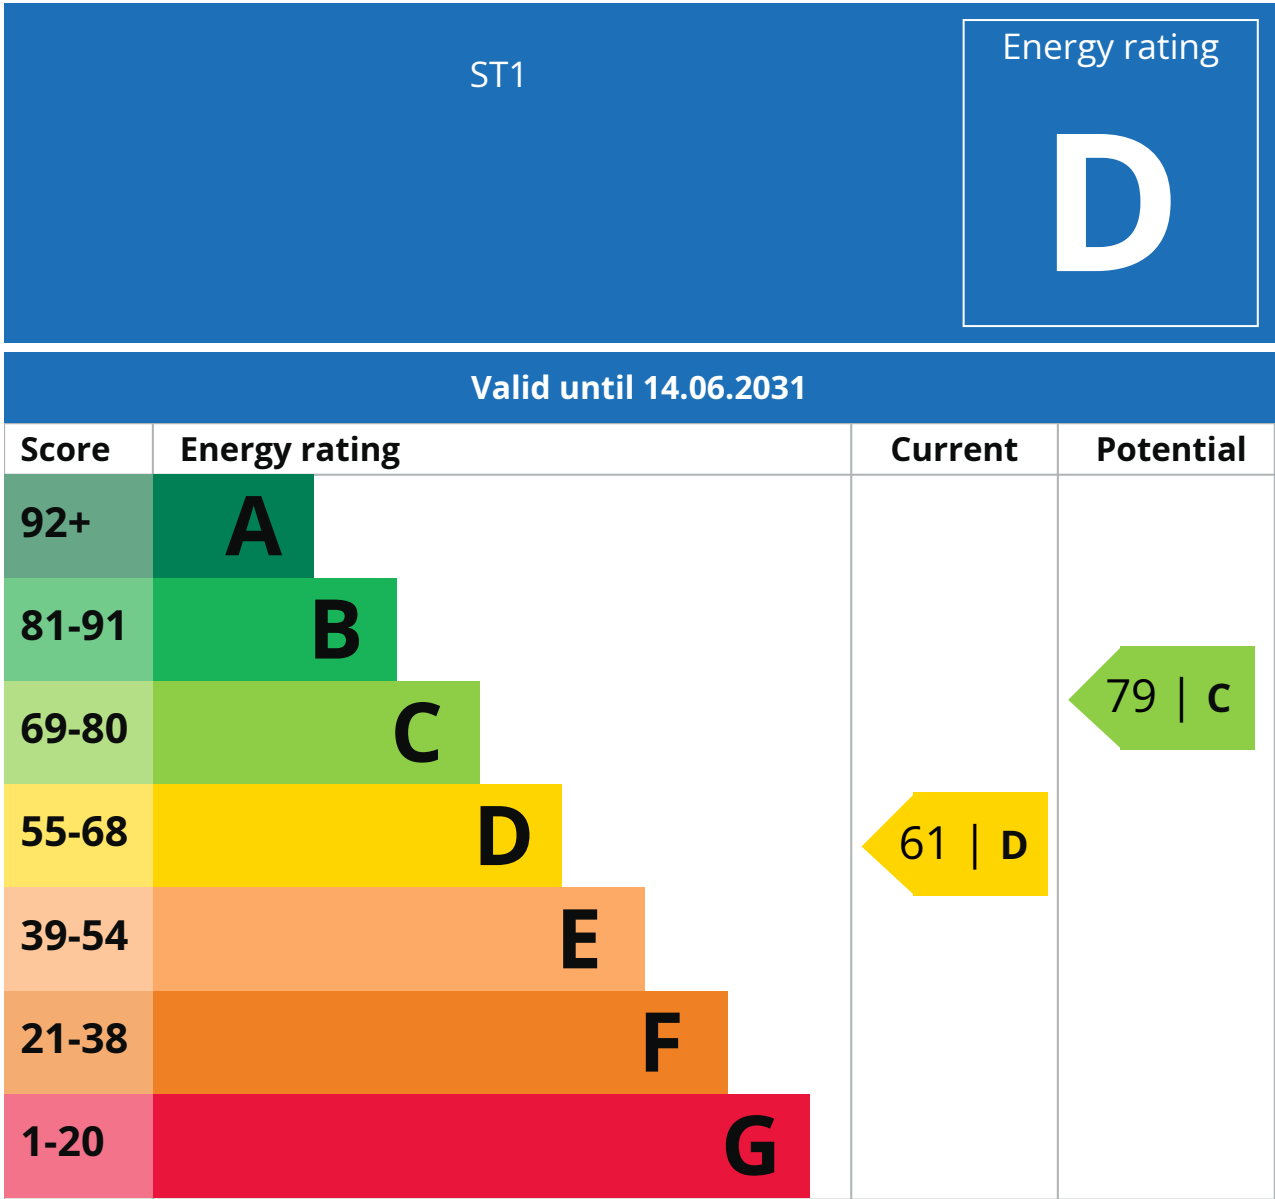 ST1
Energy rating
D
Valid until 14.06.2031
Score Energy rating Current Potential
92+ A
81-91 B
79 | C
69-80 C
55-68 D
61 | D
39-54 E
21-38 F
1-20 G